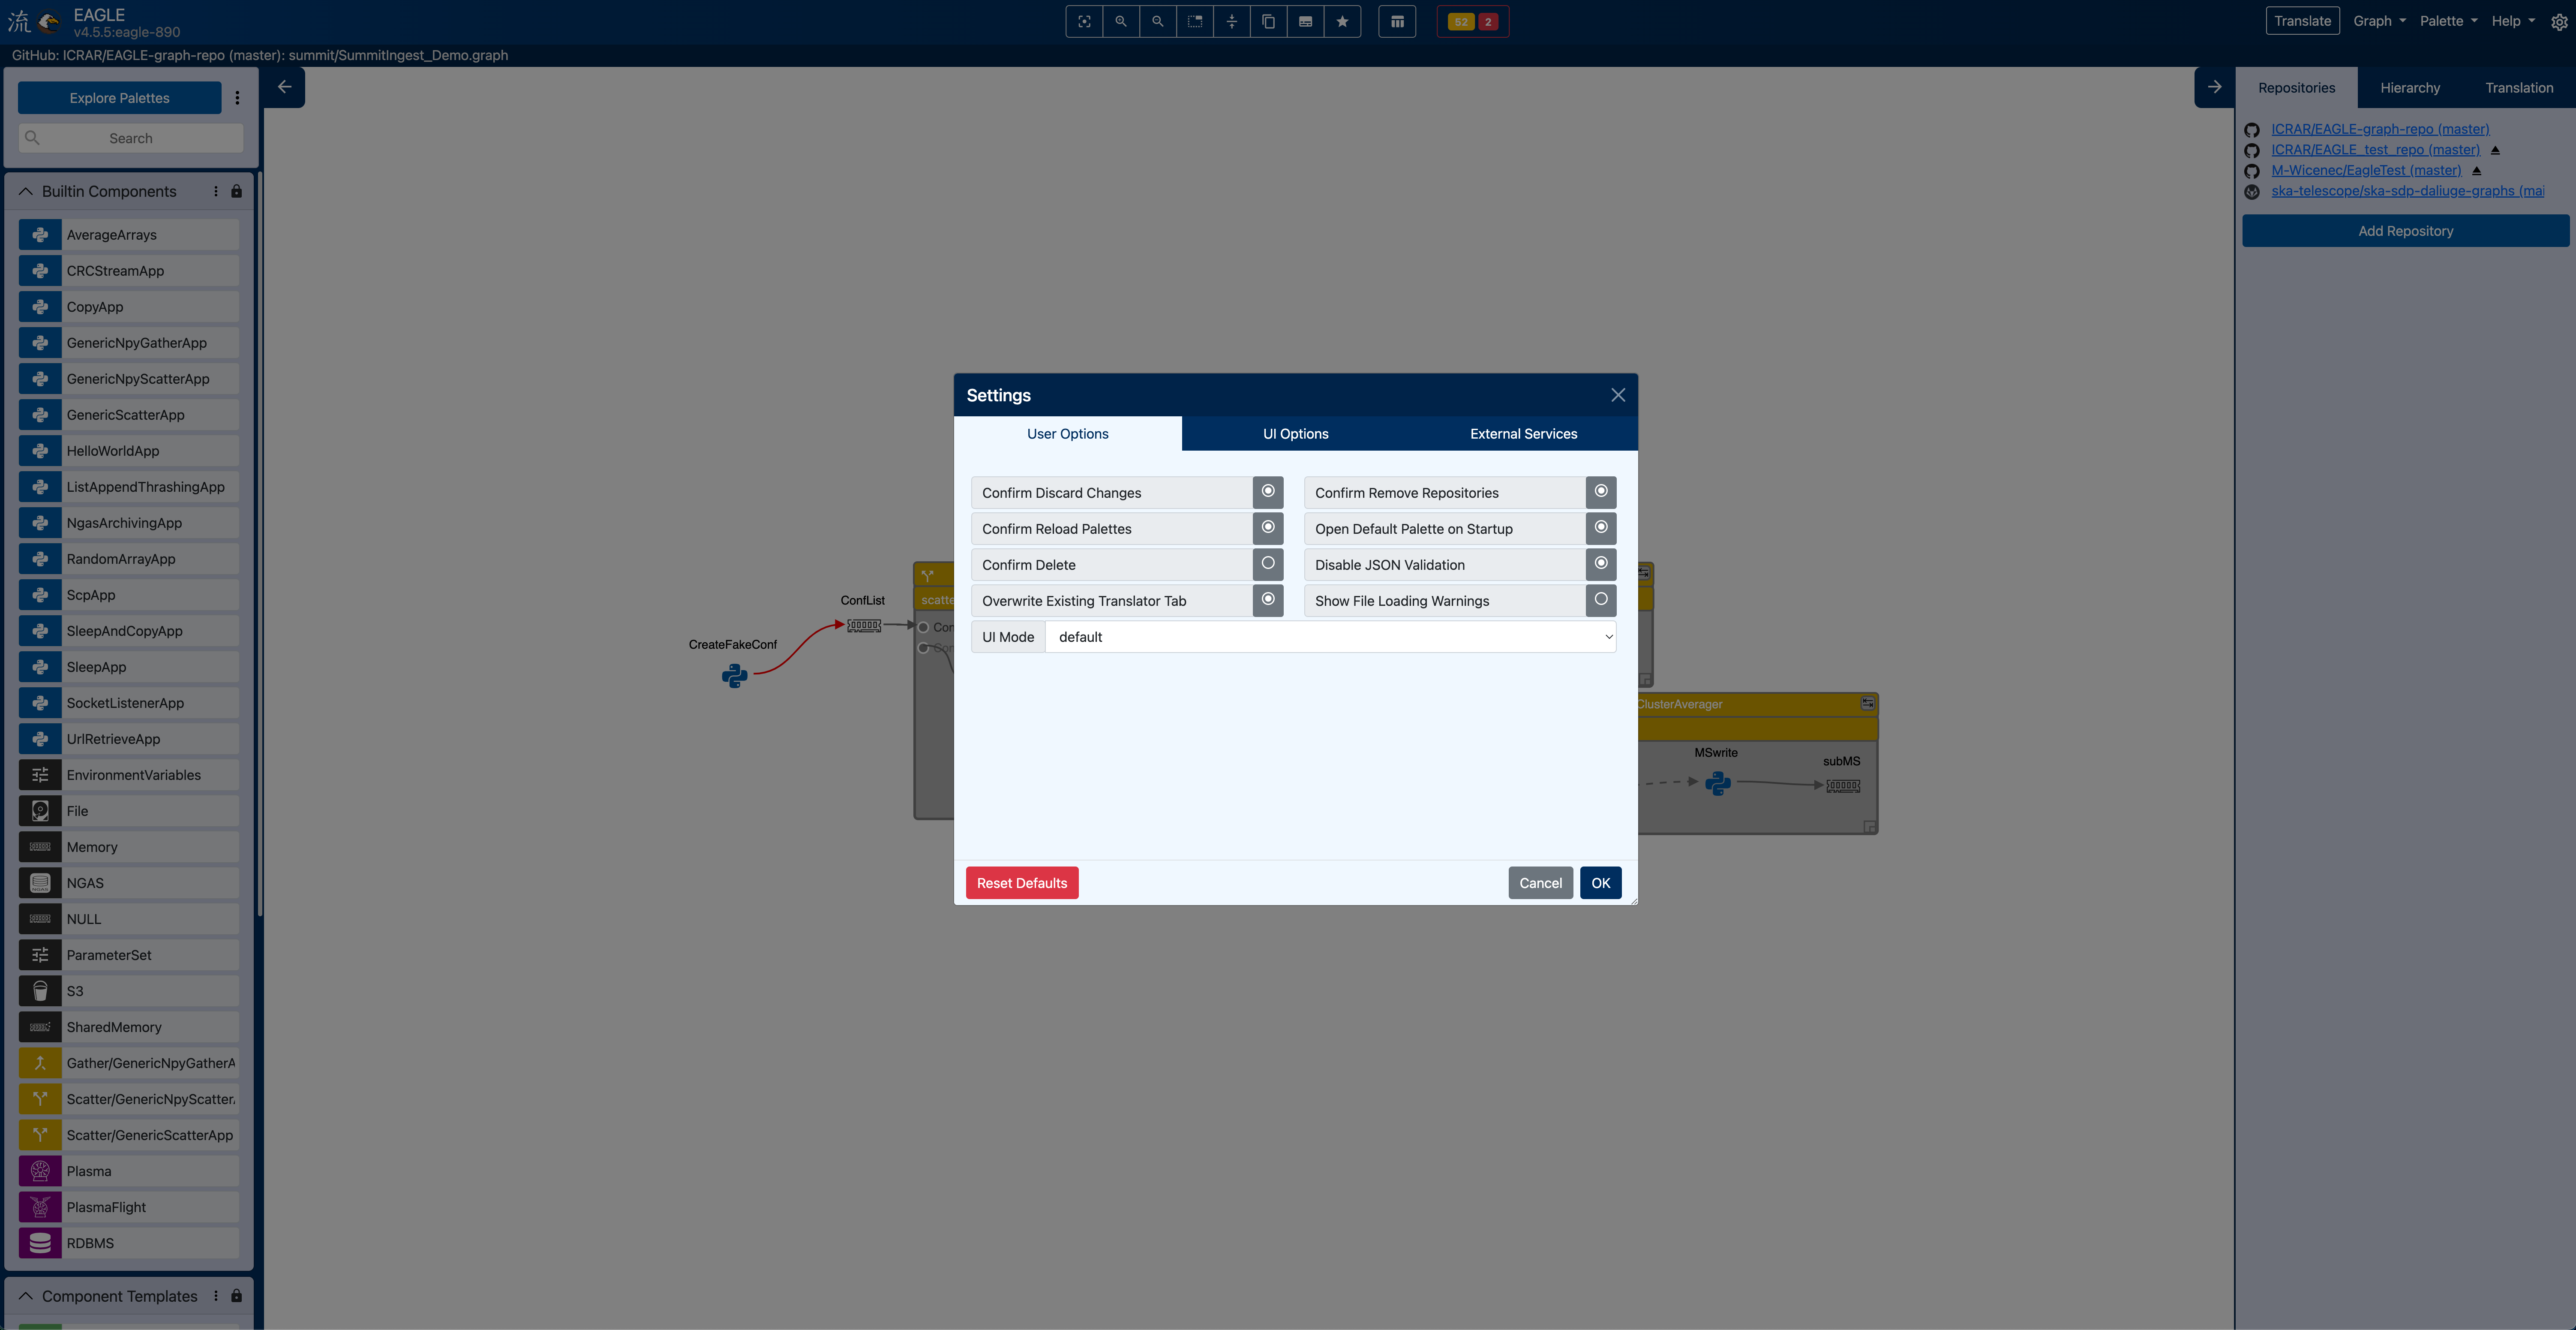 流
EAGLE
v4.5.5:eagle-890
52 2
Translate Graph Palette Help
GitHub: ICRAR/EAGLE-graph-repo (master): summit/SummitIngest_Demo.graph
Explore Palettes
Search
Builtin Components
AverageArrays
CRCStreamApp
CopyApp
GenericNpyGatherApp
GenericNpyScatterApp
GenericScatterApp
HelloWorldApp
ListAppendThrashingApp
NgasArchivingApp
RandomArrayApp
ScpApp
SleepAndCopyApp
SleepApp
SocketListenerApp
UrlRetrieveApp
EnvironmentVariables
File
Memory
NGAS
NULL
ParameterSet
S3
SharedMemory
Gather/GenericNpyGatherA
Scatter/GenericNpyScatter
Scatter/GenericScatterApp
Plasma
PlasmaFlight
RDBMS
Component Templates
CreateFakeConf
ConfList
scatte
Con
Con
Settings
User Options UI Options External Services
Confirm Discard Changes Confirm Remove Repositories
Confirm Reload Palettes Open Default Palette on Startup
Confirm Delete Disable JSON Validation
Overwrite Existing Translator Tab Show File Loading Warnings
UI Mode default
Reset Defaults Cancel OK
ClusterAverager
MSwrite
subMS
Repositories Hierarchy Translation
ICRAR/EAGLE-graph-repo (master)
ICRAR/EAGLE_test_repo (master)
M-Wicenec/EagleTest (master)
ska-telescope/ska-sdp-daliuge-graphs (mai
Add Repository